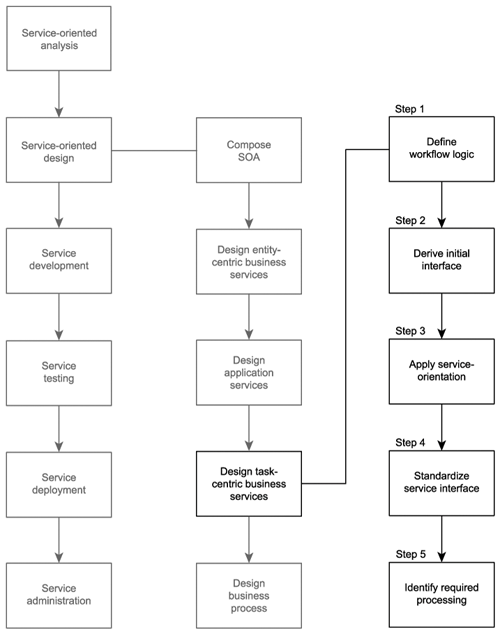 Service-oriented
analysis
Service-oriented
design
Service
development
Service
testing
Service
deployment
Service
administration
Compose
SOA
Design entity-
centric business
services
Design
application
services
Design task-
centric business
services
Design
business
process
Step 1
Define
workflow logic
Step 2
Derive initial
interface
Step 3
Apply service-
orientation
Step 4
Standardize
service interface
Step 5
Identify required
processing